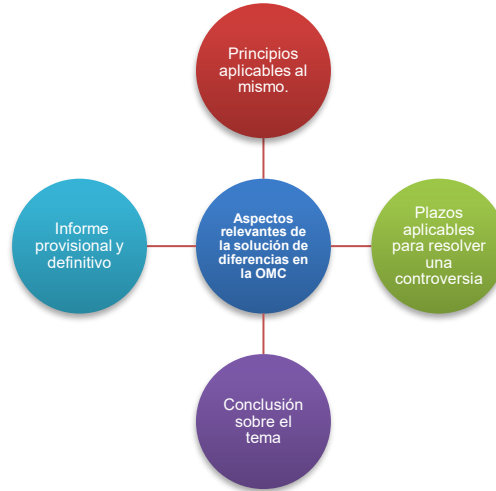 Principios
aplicables al
mismo.
Informe
provisional y
definitivo
Aspectos
relevantes de
la solución de
diferencias en
la OMC
Plazos
aplicables
para resolver
una
controversia
Conclusión
sobre el
tema